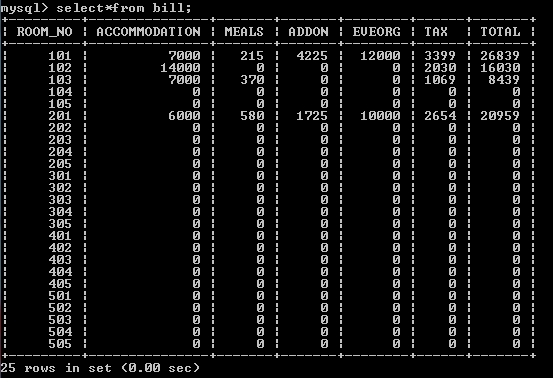 mysql> select*from bill;
+---------+---------------+-------+-------+--------+------+-------+
| ROOM_NO | ACCOMMODATION | MEALS | ADDON | EVEORG | TAX  | TOTAL |
+---------+---------------+-------+-------+--------+------+-------+
|     101 |          7000 |   215 |  4225 |  12000 | 3399 | 26839 |
|     102 |         14000 |     0 |     0 |      0 | 2030 | 16030 |
|     103 |          7000 |   370 |     0 |      0 | 1069 |  8439 |
|     104 |             0 |     0 |     0 |      0 |    0 |     0 |
|     105 |             0 |     0 |     0 |      0 |    0 |     0 |
|     201 |          6000 |   580 |  1725 |  10000 | 2654 | 20959 |
|     202 |             0 |     0 |     0 |      0 |    0 |     0 |
|     203 |             0 |     0 |     0 |      0 |    0 |     0 |
|     204 |             0 |     0 |     0 |      0 |    0 |     0 |
|     205 |             0 |     0 |     0 |      0 |    0 |     0 |
|     301 |             0 |     0 |     0 |      0 |    0 |     0 |
|     302 |             0 |     0 |     0 |      0 |    0 |     0 |
|     303 |             0 |     0 |     0 |      0 |    0 |     0 |
|     304 |             0 |     0 |     0 |      0 |    0 |     0 |
|     305 |             0 |     0 |     0 |      0 |    0 |     0 |
|     401 |             0 |     0 |     0 |      0 |    0 |     0 |
|     402 |             0 |     0 |     0 |      0 |    0 |     0 |
|     403 |             0 |     0 |     0 |      0 |    0 |     0 |
|     404 |             0 |     0 |     0 |      0 |    0 |     0 |
|     405 |             0 |     0 |     0 |      0 |    0 |     0 |
|     501 |             0 |     0 |     0 |      0 |    0 |     0 |
|     502 |             0 |     0 |     0 |      0 |    0 |     0 |
|     503 |             0 |     0 |     0 |      0 |    0 |     0 |
|     504 |             0 |     0 |     0 |      0 |    0 |     0 |
|     505 |             0 |     0 |     0 |      0 |    0 |     0 |
+---------+---------------+-------+-------+--------+------+-------+
25 rows in set (0.00 sec)